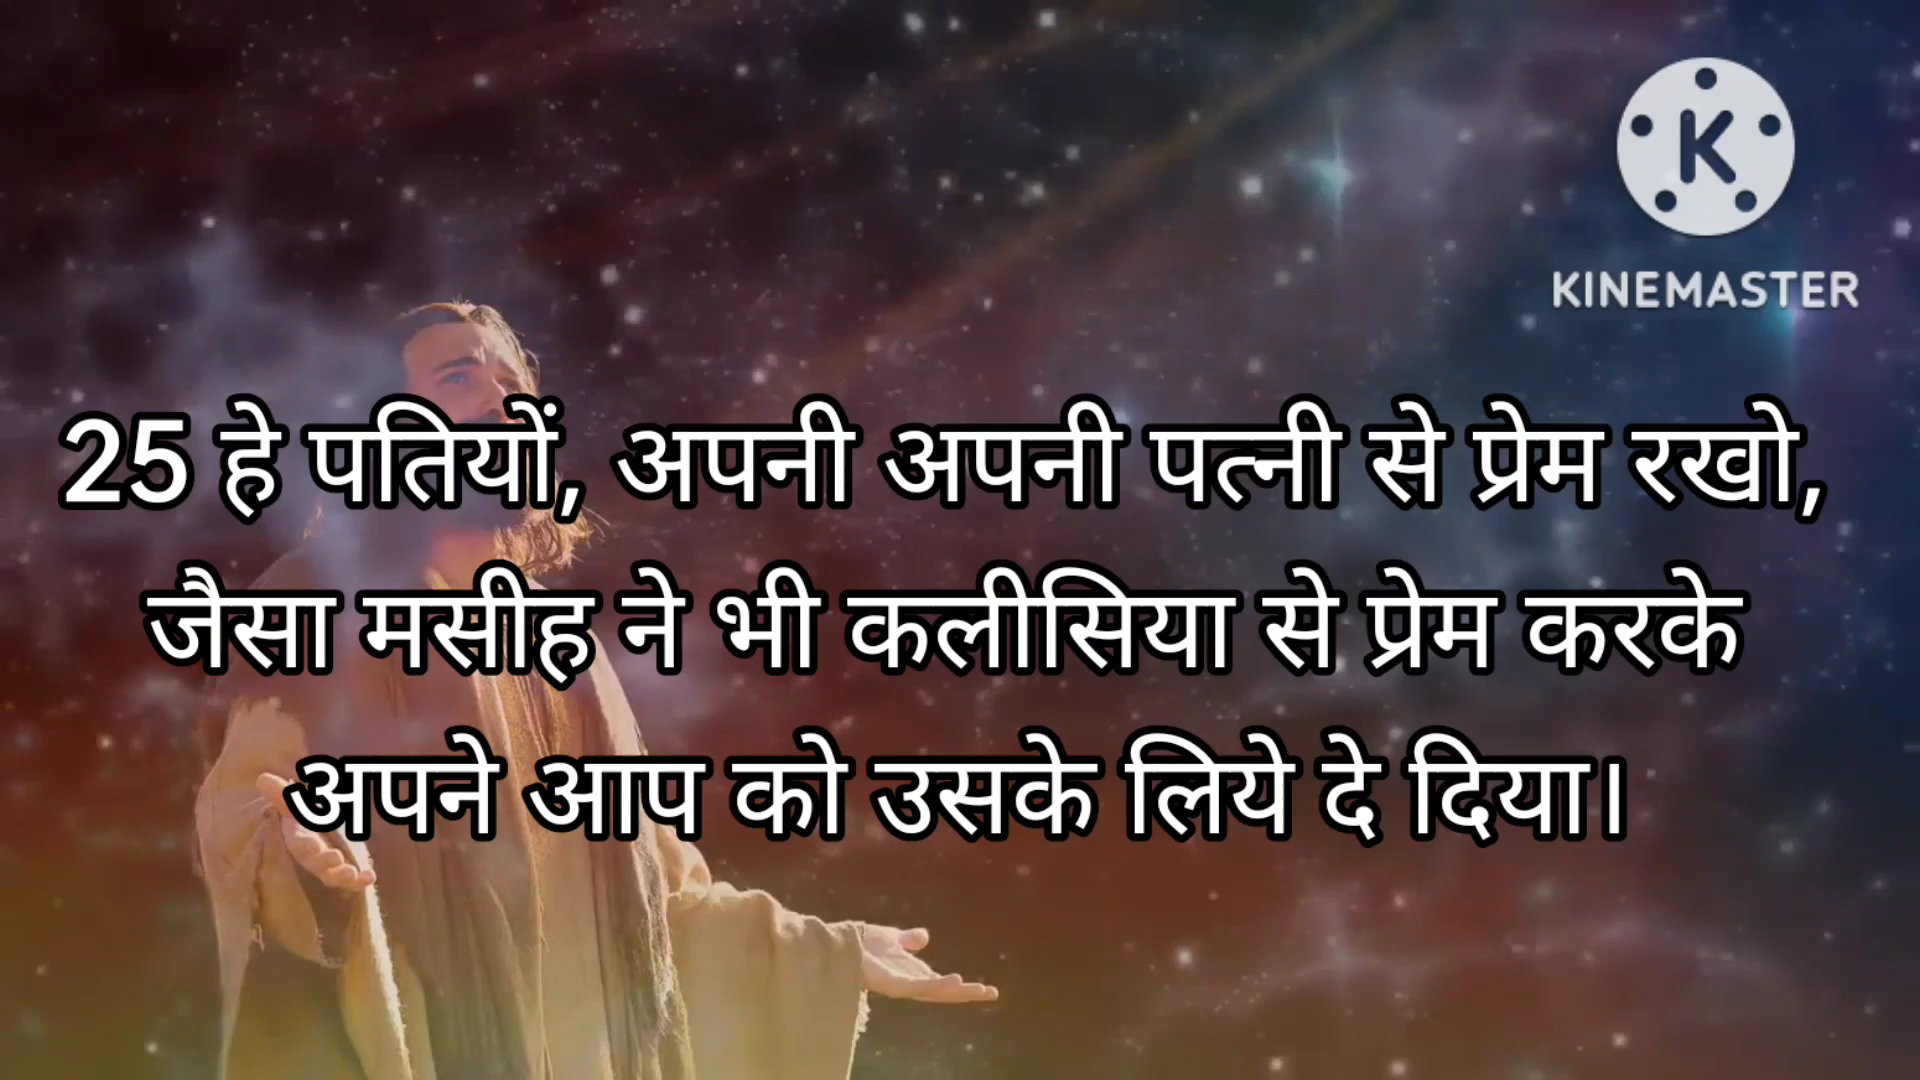 K
KINEMASTER
25 हे पतियों, अपनी अपनी पत्नी से प्रेम रखो,
जैसा मसीह ने भी कलीसिया से प्रेम करके
अपने आप को उसके लिये दे दिया।